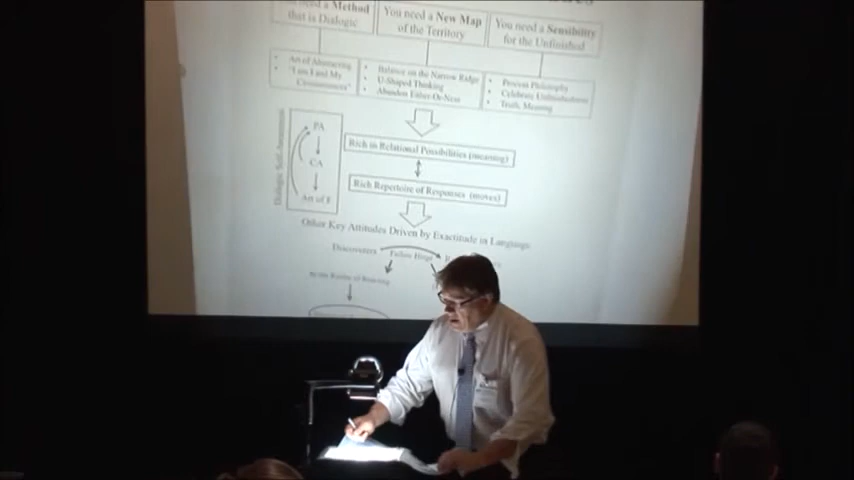 You need a Method
that is Dialogic
You need a New Map
of the Territory
You need a Sensibility
for the Unfinished
• Art of Abstracting
• "I am I and My
Circumstances"
• Balance on the Narrow Ridge
• U-Shaped Thinking
• Abandon Either-Or-Ness
• Process Philosophy
• Celebrate Unfinishedness
• Truth, Meaning
PA
CA
Art of E
Rich in Relational Possibilities (meaning)
Rich Repertoire of Responses (moves)
Other Key Attitudes Driven by Exactitude in Language
Discoverers
Failure Hinge